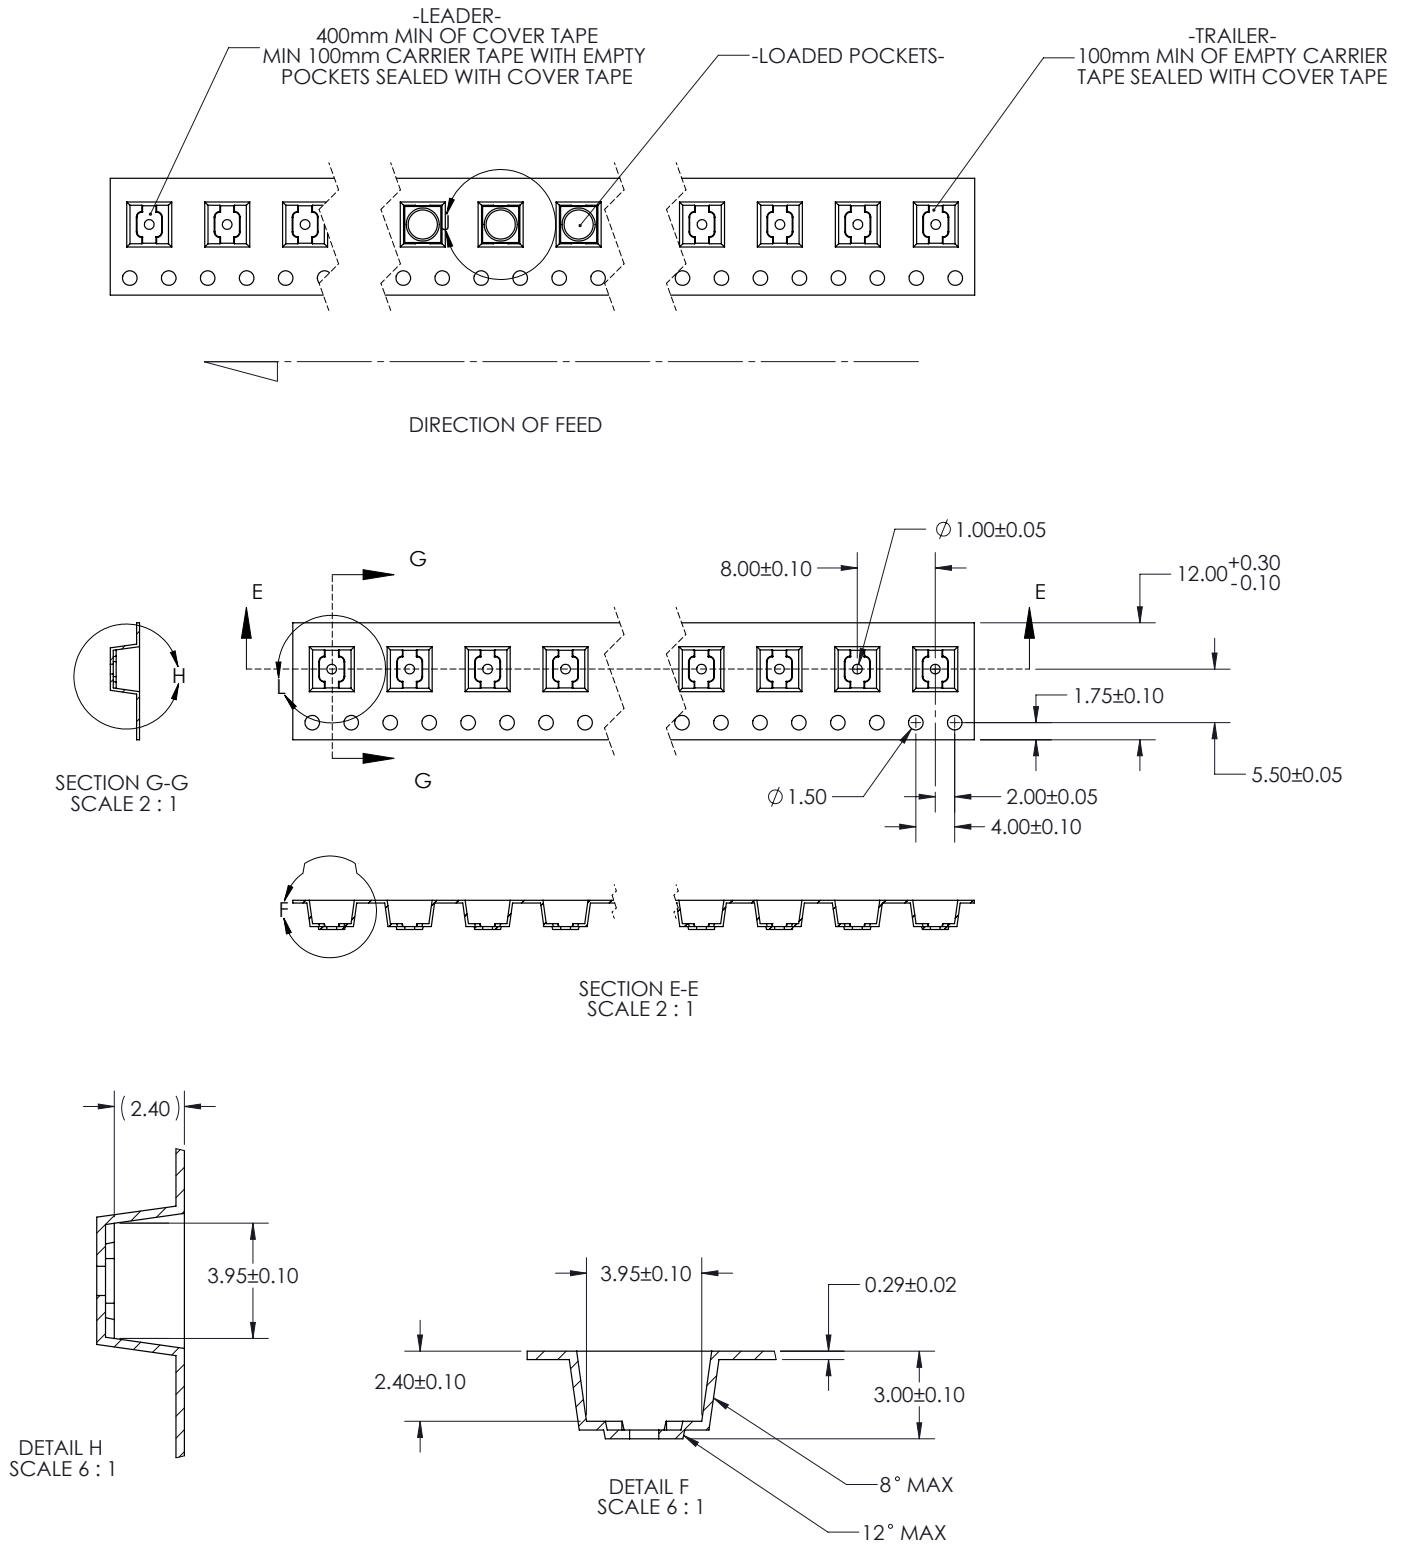 -LEADER-
400mm MIN OF COVER TAPE
MIN 100mm CARRIER TAPE WITH EMPTY
POCKETS SEALED WITH COVER TAPE
-LOADED POCKETS-
-TRAILER-
100mm MIN OF EMPTY CARRIER
TAPE SEALED WITH COVER TAPE
J
DIRECTION OF FEED
G
∅1.00±0.05
8.00±0.10
12.00 +0.30
-0.10
E
E
H
L
1.75±0.10
G
SECTION G-G
SCALE 2 : 1
∅1.50
2.00±0.05
4.00±0.10
5.50±0.05
F
SECTION E-E
SCALE 2 : 1
(2.40)
3.95±0.10
DETAIL H
SCALE 6 : 1
3.95±0.10
0.29±0.02
2.40±0.10
3.00±0.10
8° MAX
12° MAX
DETAIL F
SCALE 6 : 1